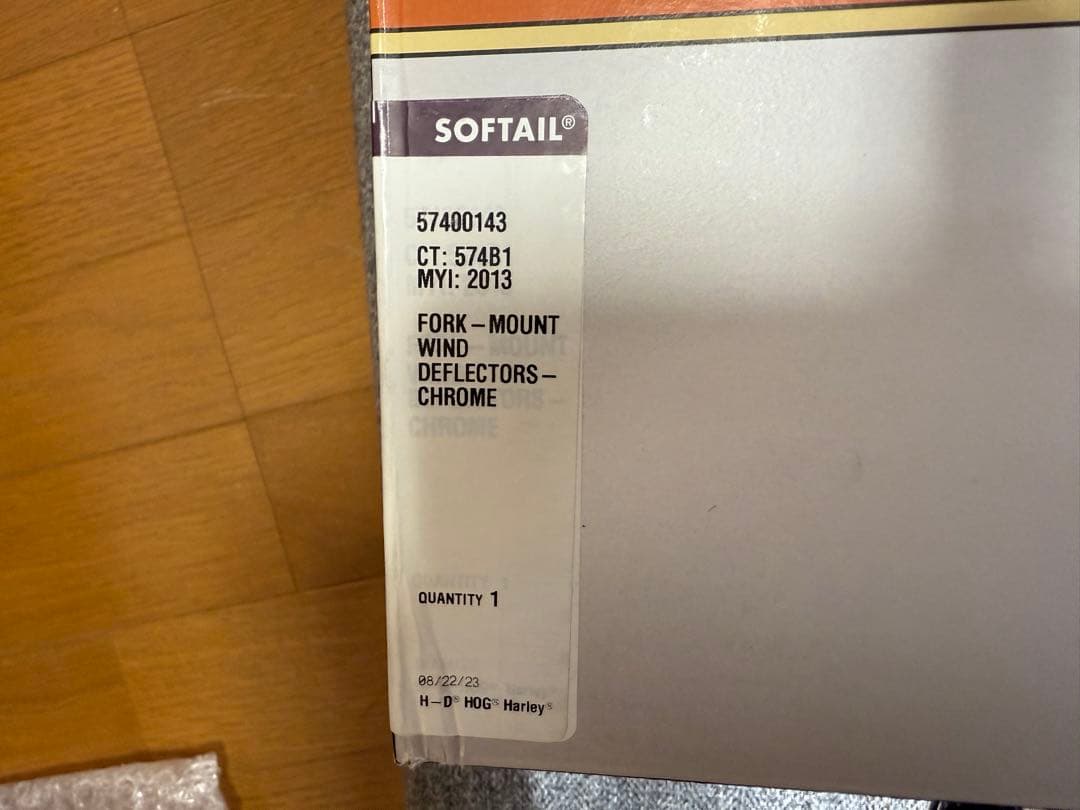 SOFTAIL®
57400143
CT: 574B1
MYI: 2013
FORK–MOUNT
WIND
DEFLECTORS–
CHROME
QUANTITY 1
08/22/23
H–D® HOG® Harley®